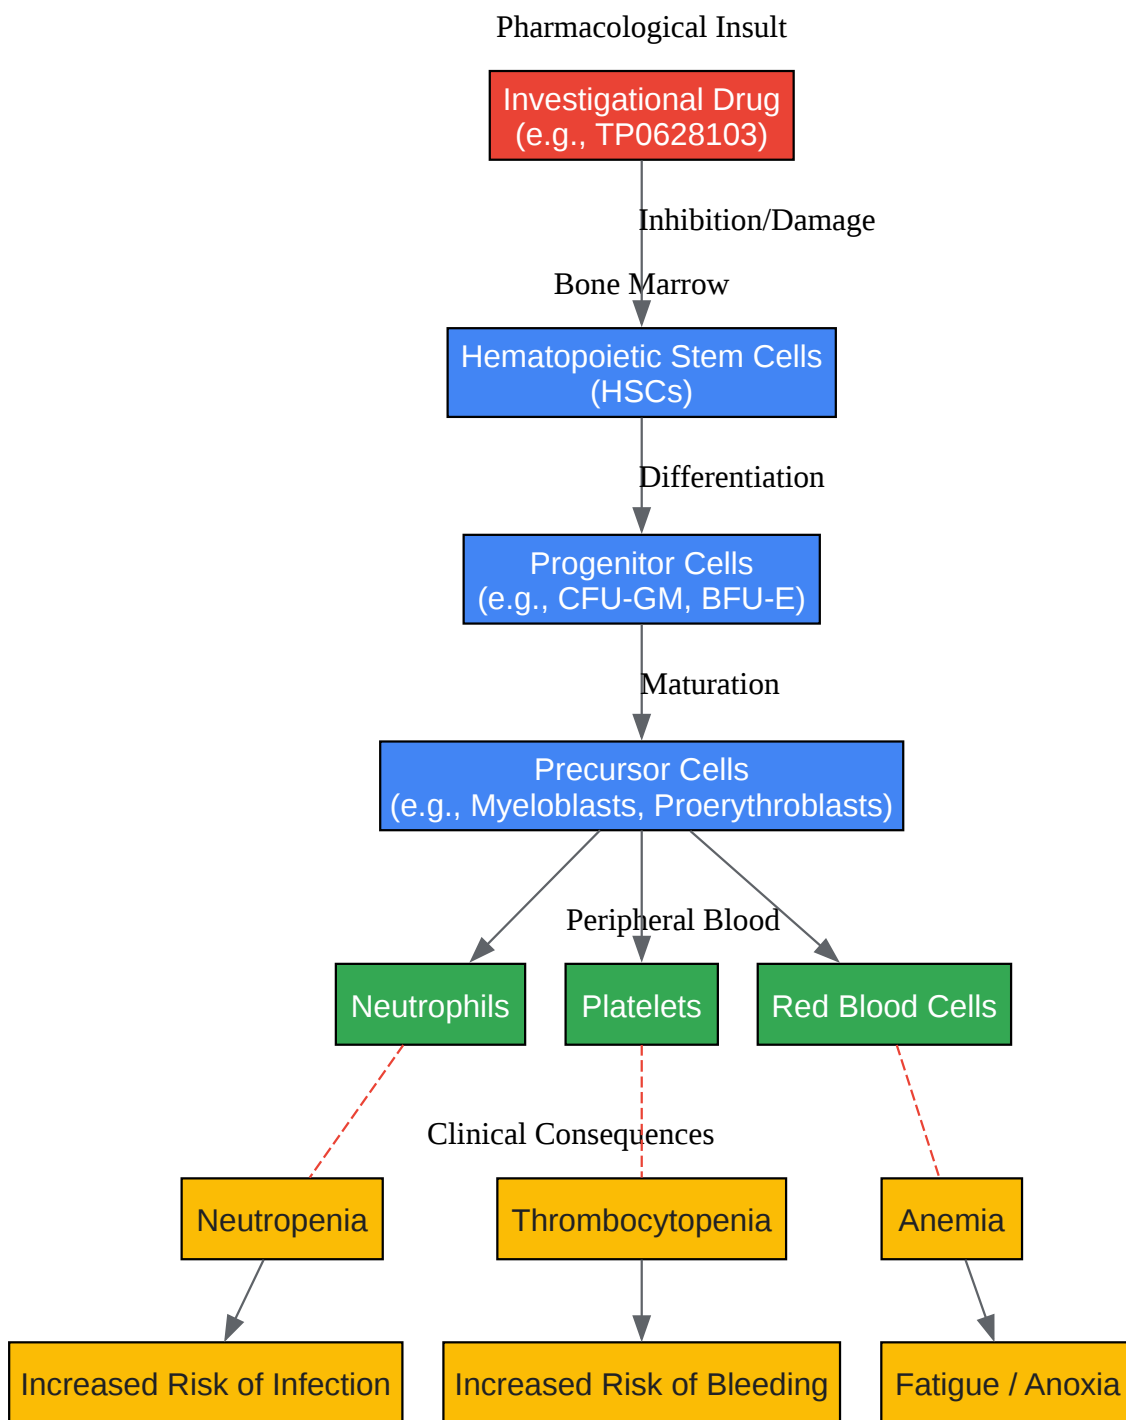 Pharmacological Insult
Investigational Drug
(e.g., TP0628103)
Inhibition/Damage
Bone Marrow
Hematopoietic Stem Cells
(HSCs)
Differentiation
Progenitor Cells
(e.g., CFU-GM, BFU-E)
Maturation
Precursor Cells
(e.g., Myeloblasts, Proerythroblasts)
Peripheral Blood
Neutrophils
Platelets
Red Blood Cells
Clinical Consequences
Neutropenia
Thrombocytopenia
Anemia
Increased Risk of Infection
Increased Risk of Bleeding
Fatigue / Anoxia